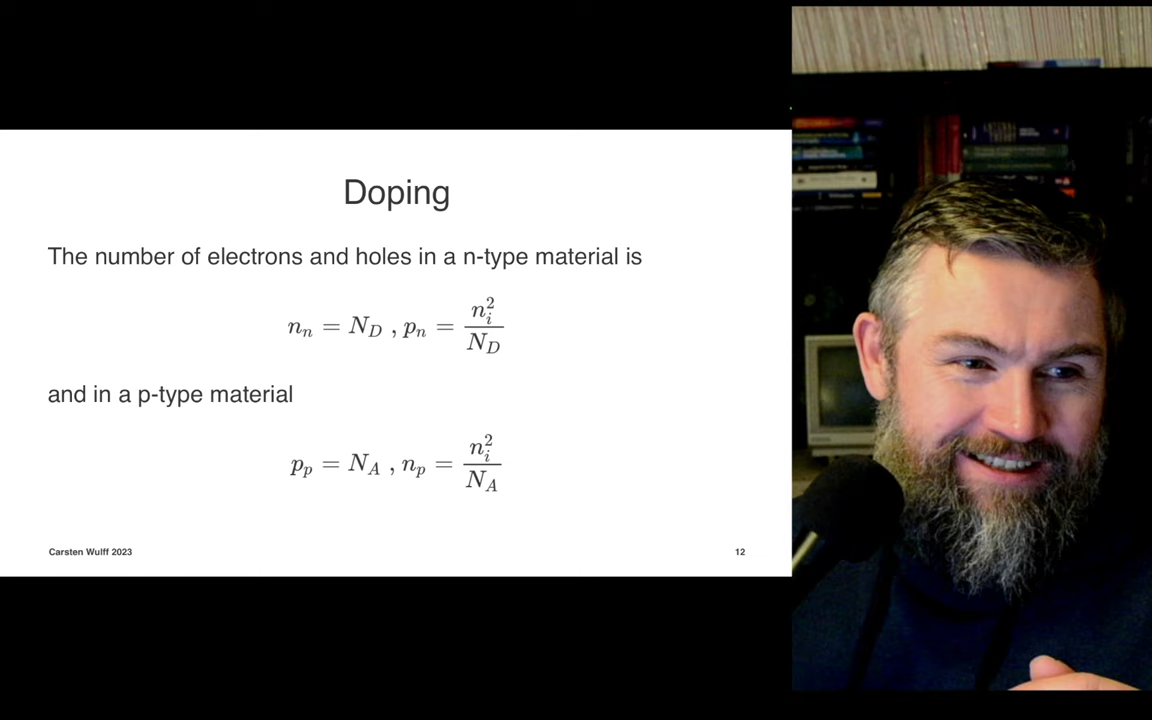 Doping
The number of electrons and holes in a n-type material is
n_n = N_D , p_n = n_i^2 / N_D
and in a p-type material
p_p = N_A , n_p = n_i^2 / N_A
Carsten Wulff 2023
12